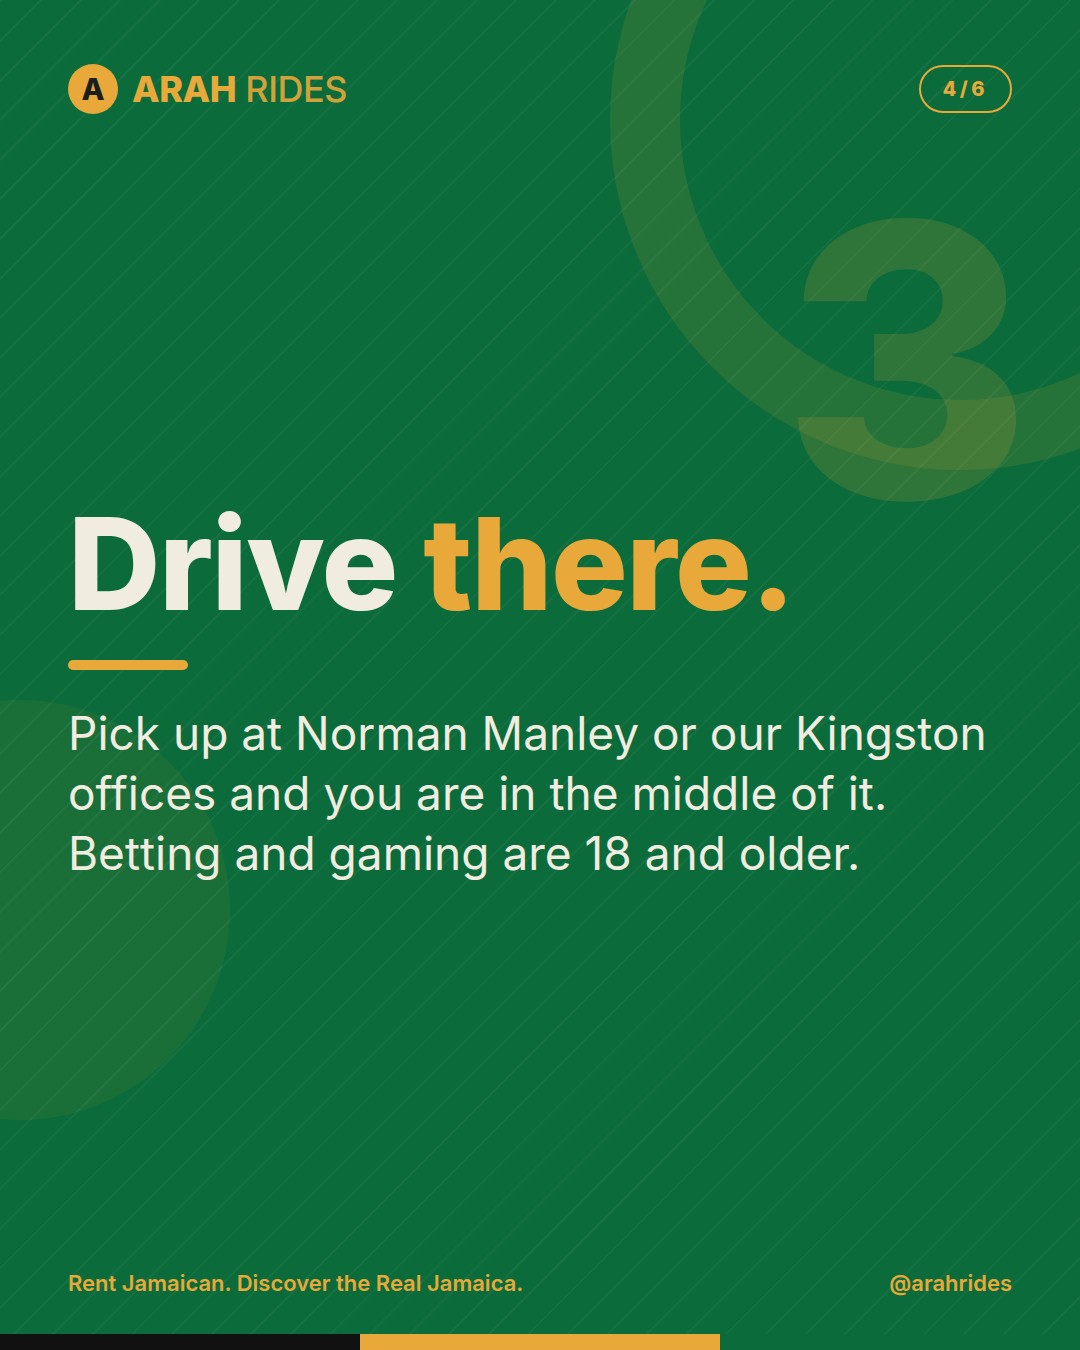 A ARAH RIDES
4/6
3
Drive there.
Pick up at Norman Manley or our Kingston
offices and you are in the middle of it.
Betting and gaming are 18 and older.
Rent Jamaican. Discover the Real Jamaica.
@arahrides